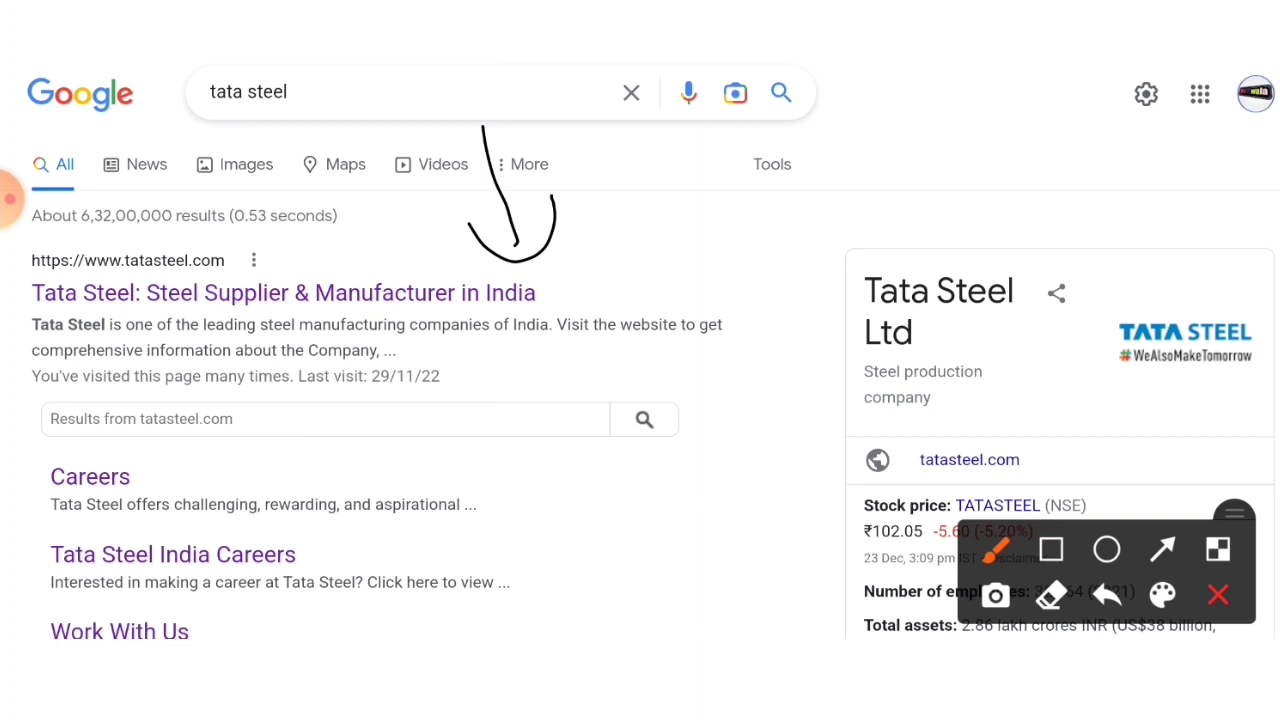 Google
tata steel
All
News
Images
Maps
Videos
More
Tools
About 6,32,00,000 results (0.53 seconds)
https://www.tatasteel.com
Tata Steel: Steel Supplier & Manufacturer in India
Tata Steel is one of the leading steel manufacturing companies of India. Visit the website to get
comprehensive information about the Company, ...
You've visited this page many times. Last visit: 29/11/22
Results from tatasteel.com
Careers
Tata Steel offers challenging, rewarding, and aspirational ...
Tata Steel India Careers
Interested in making a career at Tata Steel? Click here to view ...
Work With Us
Tata Steel
Ltd
Steel production
company
TATA STEEL
#WeAlsoMakeTomorrow
tatasteel.com
Stock price: TATASTEEL (NSE)
₹102.05 -5.60 (-5.20%)
23 Dec, 3:09 pm IST
Number of 2021)
Total assets: 2.86 lakh crores INR (US$38 billion,